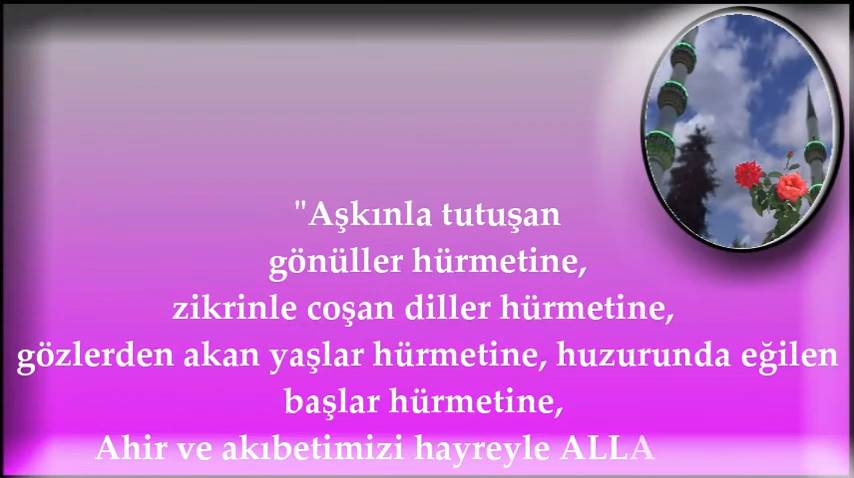 "Aşkınla tutuşan
gönüller hürmetine,
zikrinle coşan diller hürmetine,
gözlerden akan yaşlar hürmetine, huzurunda eğilen
başlar hürmetine,
Ahir ve akıbetimizi hayreyle ALLA